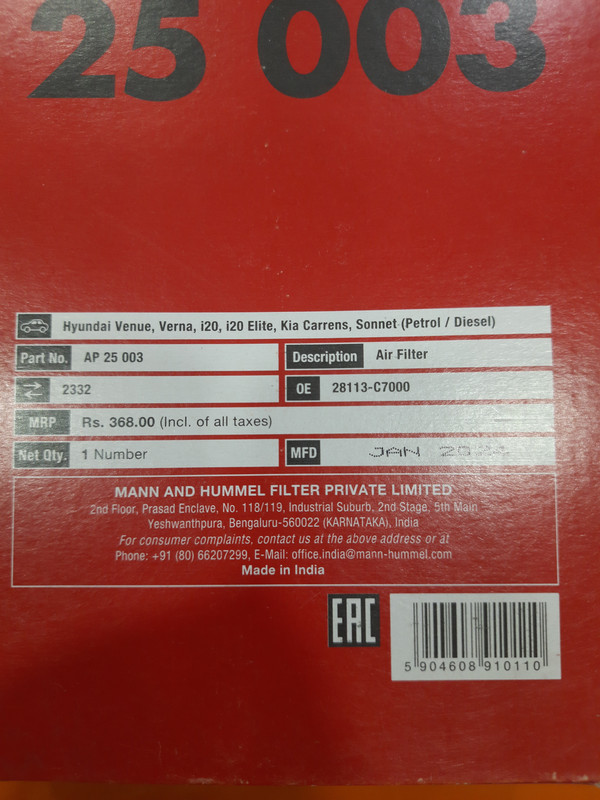 25 003
Hyundai Venue, Verna, i20, i20 Elite, Kia Carrens, Sonnet (Petrol / Diesel)
Part No. AP 25 003 Description Air Filter
2332 OE 28113-C7000
MRP Rs. 368.00 (Incl. of all taxes)
Net Qty. 1 Number MFD JAN
MANN AND HUMMEL FILTER PRIVATE LIMITED
2nd Floor, Prasad Enclave, No. 118/119, Industrial Suburb, 2nd Stage, 5th Main
Yeshwanthpura, Bengaluru-560022 (KARNATAKA), India
For consumer complaints, contact us at the above address or at
Phone: +91 (80) 66207299, E-Mail: office.india@mann-hummel.com
Made in India
EAC
5 904608 910110